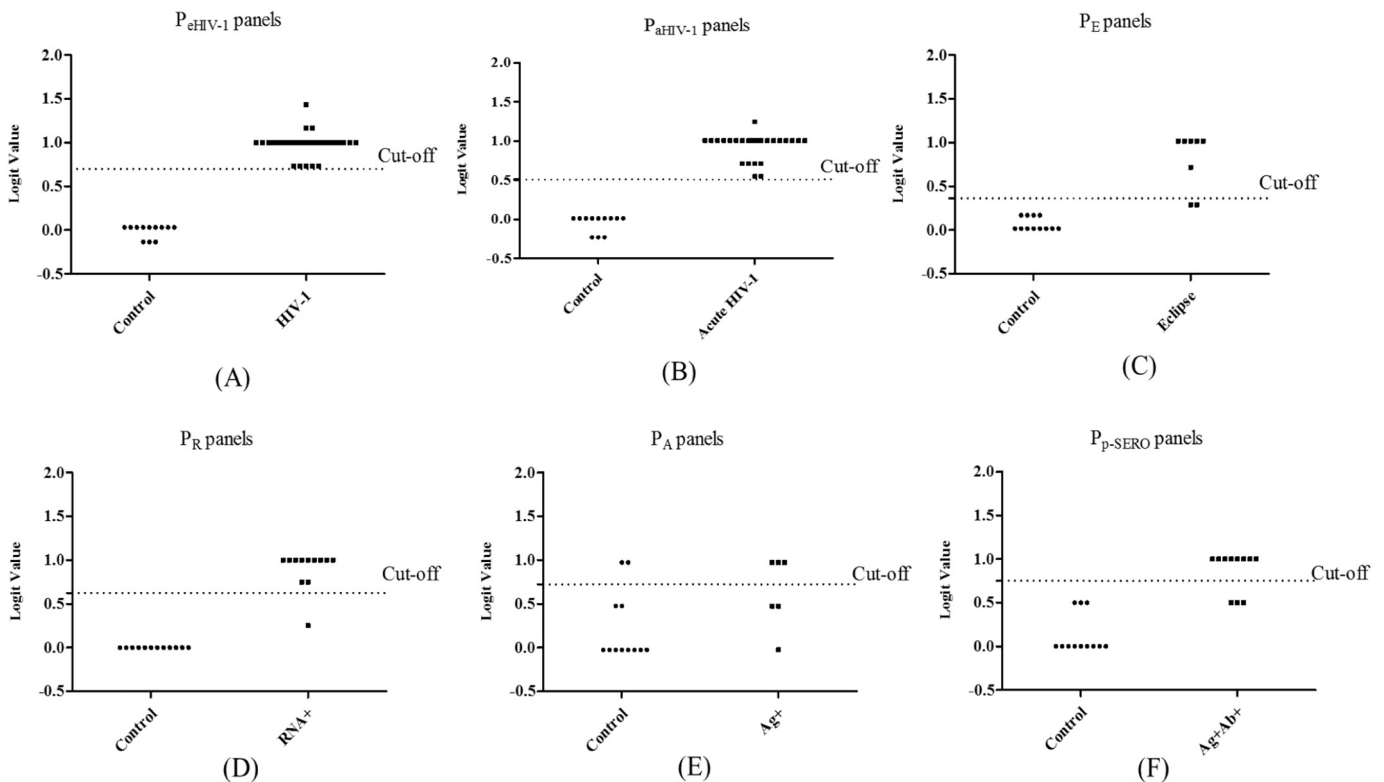 P_eHIV-1 panels
2.0
1.5
1.0
0.5
0.0
-0.5
Logit Value
Cut-off
Control
HIV-1
(A)
P_aHIV-1 panels
2.0
1.5
1.0
0.5
0.0
-0.5
Logit Value
Cut-off
Control
Acute HIV-1
(B)
P_E panels
2.0
1.5
1.0
0.5
0.0
-0.5
Logit Value
Cut-off
Control
Eclipse
(C)
P_R panels
2.0
1.5
1.0
0.5
0.0
-0.5
Logit Value
Cut-off
Control
RNA+
(D)
P_A panels
2.0
1.5
1.0
0.5
0.0
-0.5
Logit Value
Cut-off
Control
Ag+
(E)
P_p-SERO panels
2.0
1.5
1.0
0.5
0.0
-0.5
Logit Value
Cut-off
Control
Ag+Ab+
(F)